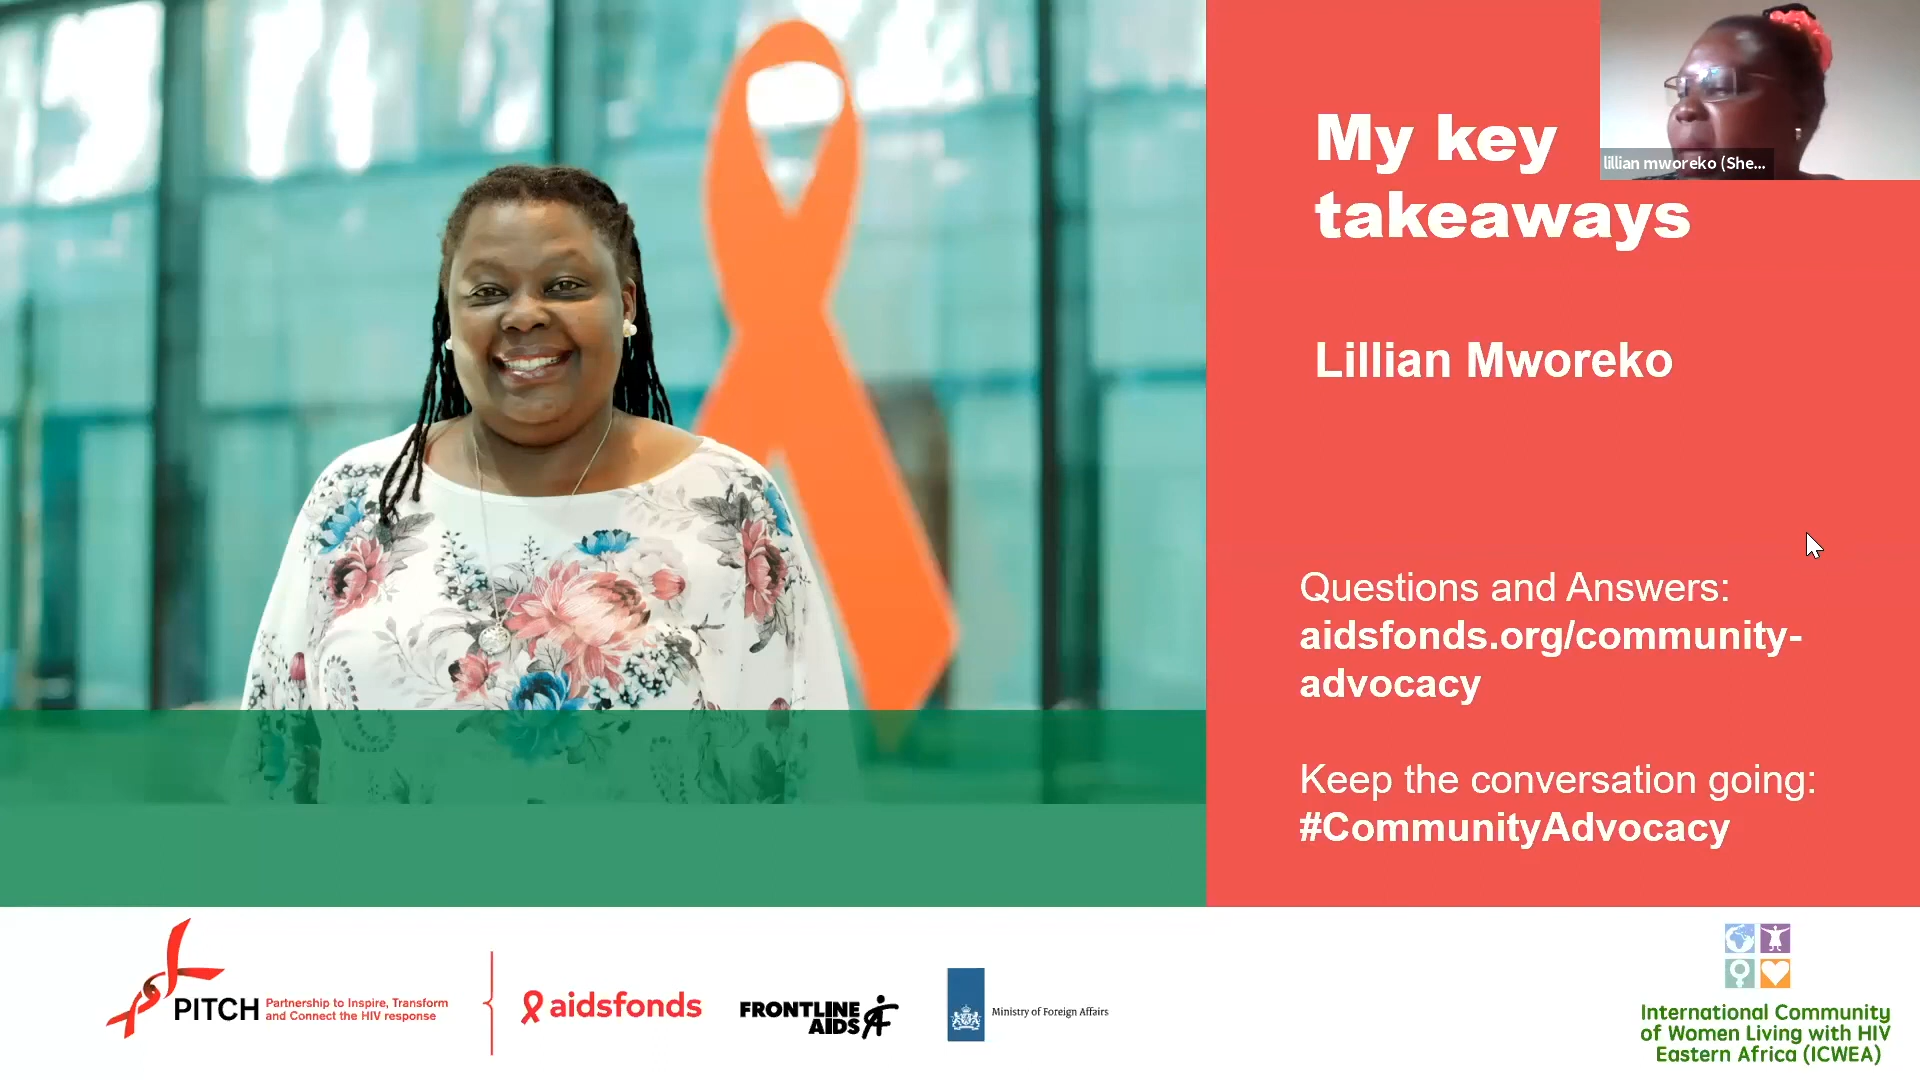 My key
takeaways
lillian mworeko (She...
Lillian Mworeko
Questions and Answers:
aidsfonds.org/community-
advocacy
Keep the conversation going:
#CommunityAdvocacy
PITCH
Partnership to Inspire, Transform
and Connect the HIV response
aidsfonds
FRONTLINE
AIDS
Ministry of Foreign Affairs
International Community
of Women Living with HIV
Eastern Africa (ICWEA)